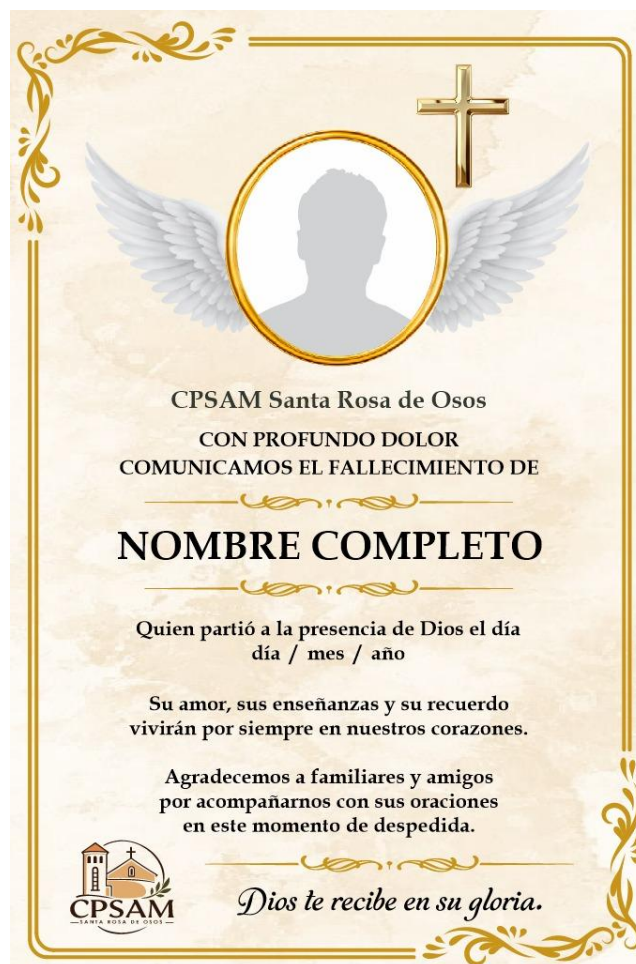 CPSAM Santa Rosa de Osos
CON PROFUNDO DOLOR
COMUNICAMOS EL FALLECIMIENTO DE
NOMBRE COMPLETO
Quien partió a la presencia de Dios el día
día / mes / año
Su amor, sus enseñanzas y su recuerdo
vivirán por siempre en nuestros corazones.
Agradecemos a familiares y amigos
por acompañarnos con sus oraciones
en este momento de despedida.
CPSAM
SANTA ROSA DE OSOS
Dios te recibe en su gloria.